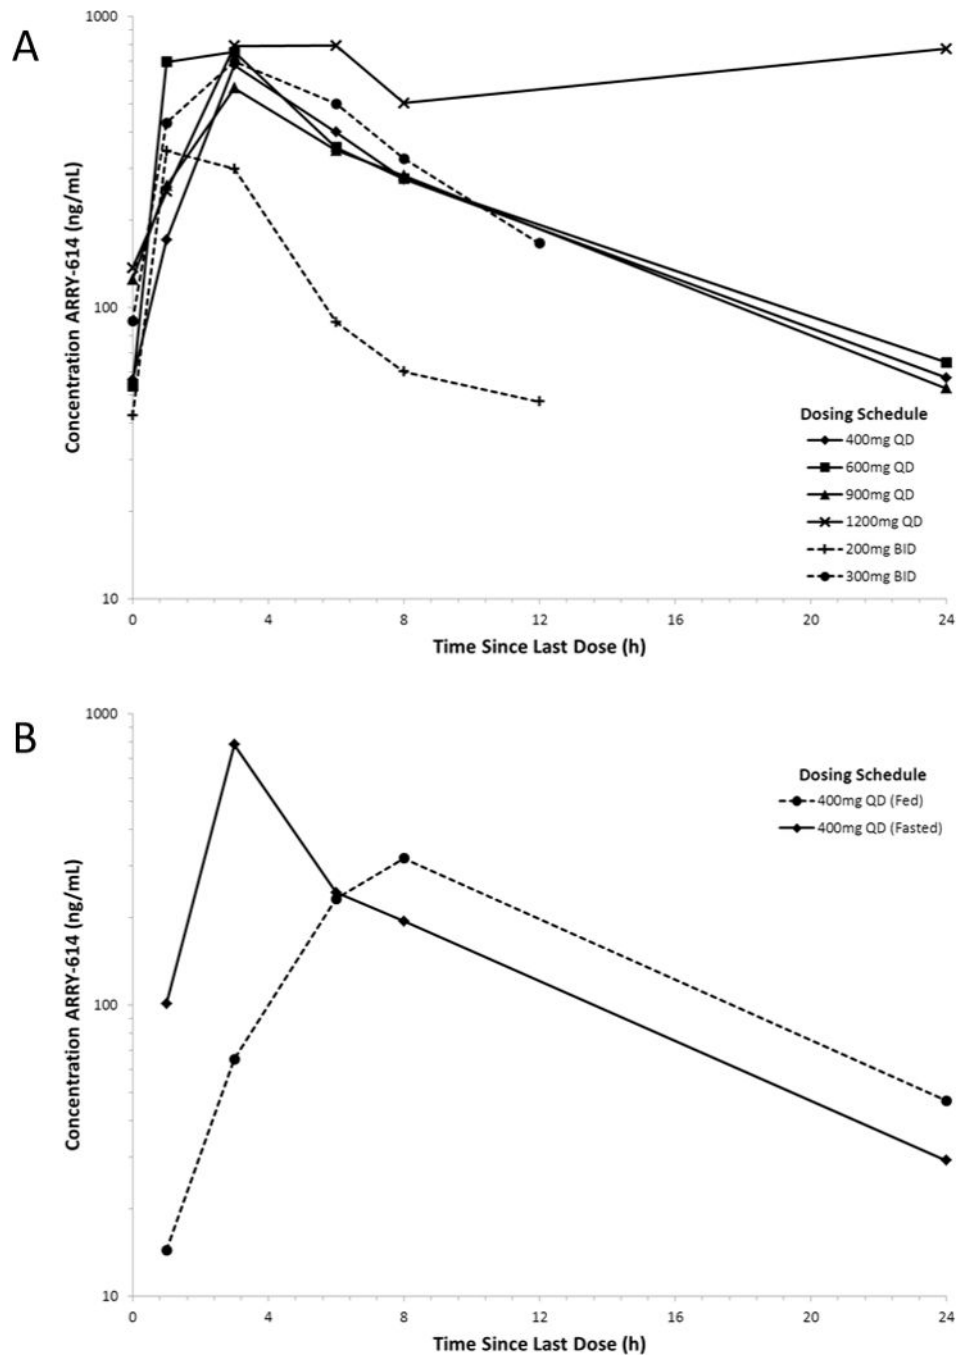 A
1000
100
10
Concentration ARRY-614 (ng/mL)
0 4 8 12 16 20 24
Time Since Last Dose (h)
Dosing Schedule
400mg QD
600mg QD
900mg QD
1200mg QD
200mg BID
300mg BID
B
1000
100
10
Concentration ARRY-614 (ng/mL)
0 4 8 12 16 20 24
Time Since Last Dose (h)
Dosing Schedule
400mg QD (Fed)
400mg QD (Fasted)